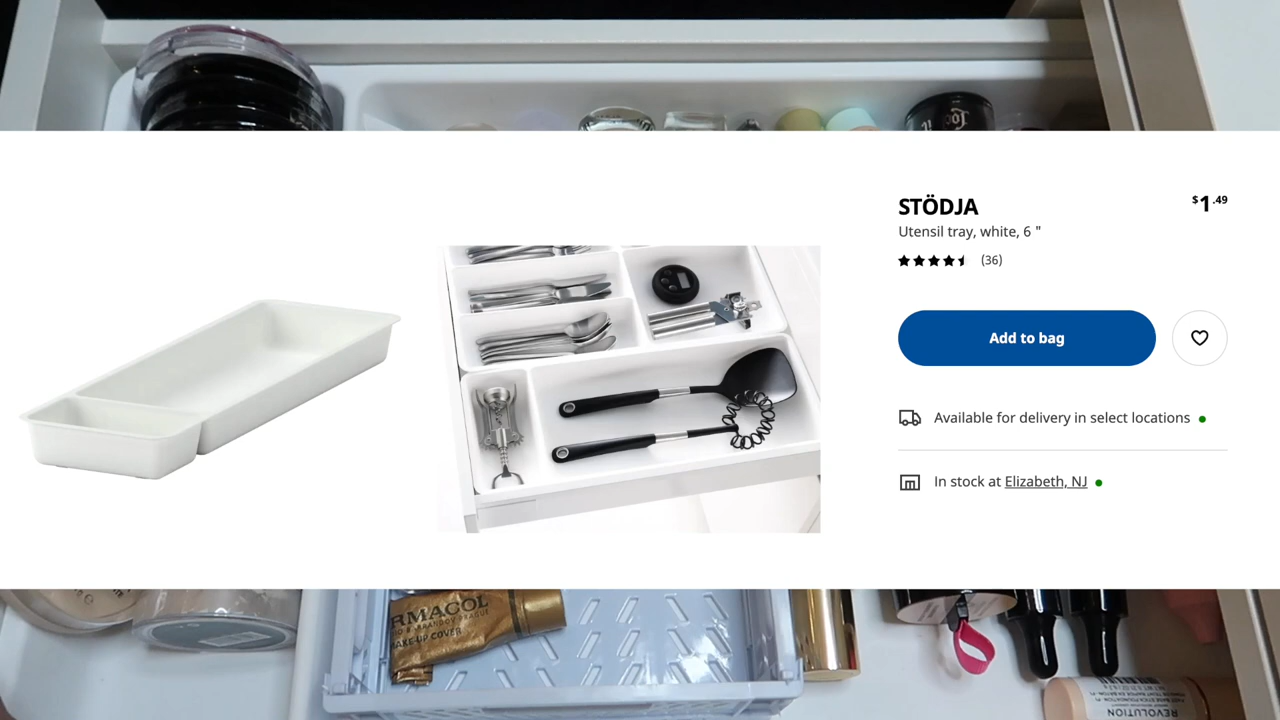 STÖDJA
$1.49
Utensil tray, white, 6 "
(36)
Add to bag
Available for delivery in select locations
In stock at Elizabeth, NJ
RMACOL
MAKE-UP COVER
REVOLUTION